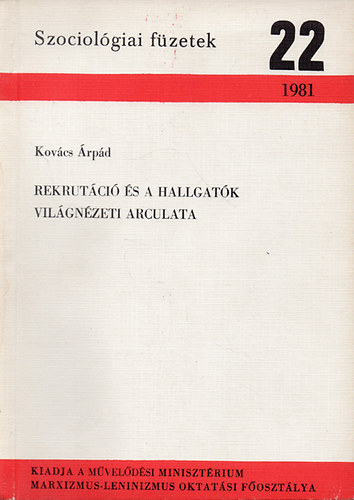 Szociológiai füzetek 22
1981
Kovács Árpád
REKRUTÁCIÓ ÉS A HALLGATÓK
VILÁGNÉZETI ARCULATA
KIADJA A MŰVELŐDÉSI MINISZTÉRIUM
MARXIZMUS-LENINIZMUS OKTATÁSI FŐOSZTÁLYA